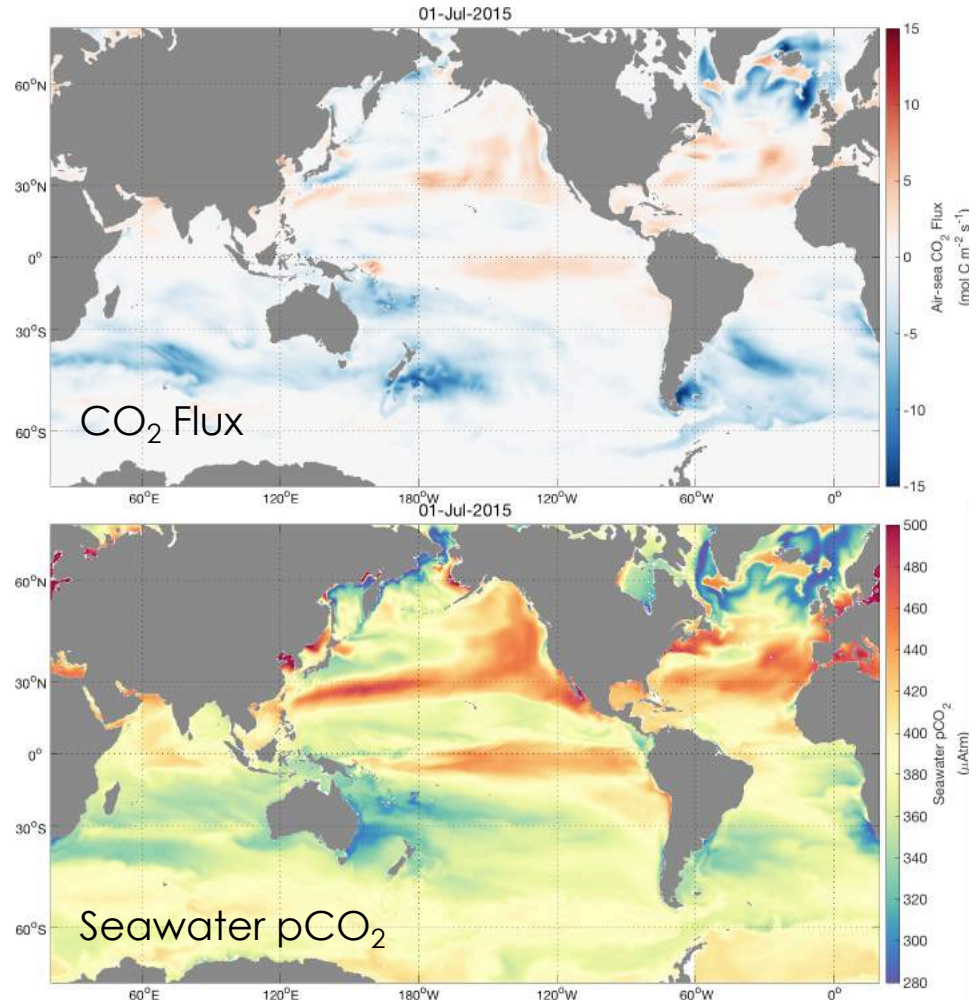 01-Jul-2015
60°N
30°N
0°
30°S
60°S
60°E
120°E
180°W
120°W
60°W
0°
CO₂ Flux
15
10
5
0
-5
-10
-15
Air-sea CO₂ Flux
(mol C m⁻² s⁻¹)
01-Jul-2015
60°N
30°N
0°
30°S
60°S
60°E
120°E
180°W
120°W
60°W
0°
Seawater pCO₂
500
480
460
440
420
400
380
360
340
320
300
280
Seawater pCO₂
(μAtm)